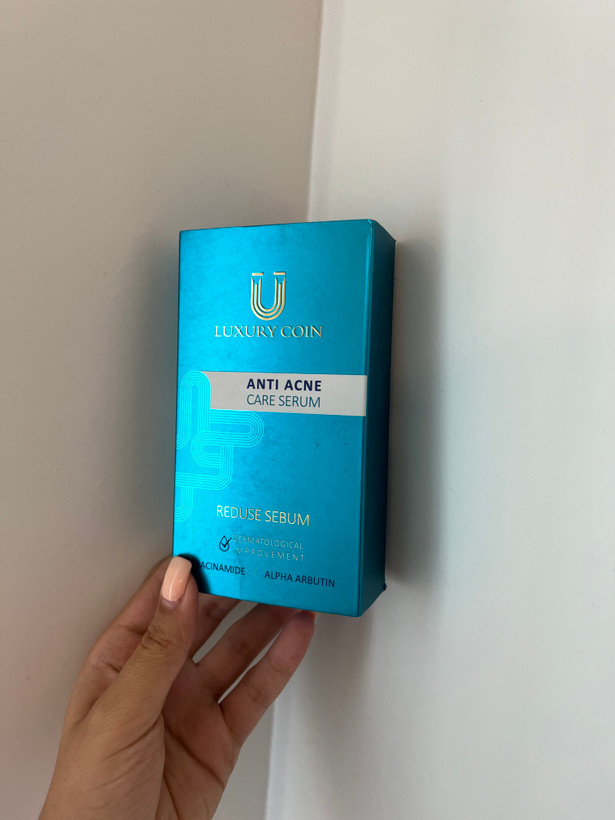 LUXURY COIN
ANTI ACNE
CARE SERUM
REDUSE SEBUM
DERMATOLOGICAL
IMPROVEMENT
ACINAMIDE ALPHA ARBUTIN